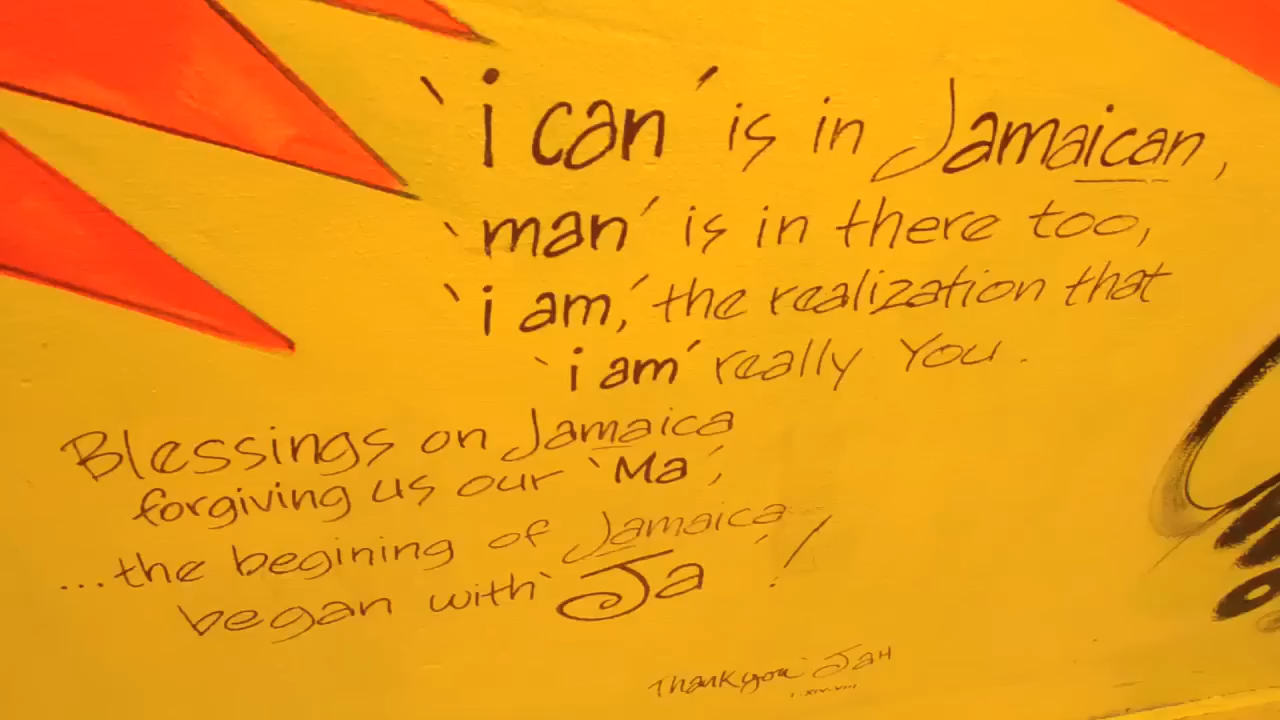 ‵i can′ is in Jamaican,
‵man′ is in there too,
‵i am,′ the realization that
‵i am′ really You.
Blessings on Jamaica
forgiving us our ‵Ma′,
...the begining of Jamaica
began with ‵Ja′!
Thank you JaH